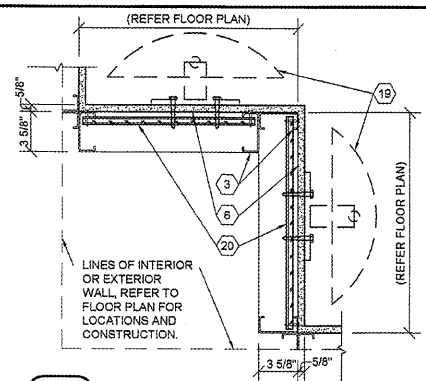 (REFER FLOOR PLAN)
19
5/8"
3 5/8"
3
6
20
(REFER FLOOR PLAN)
LINES OF INTERIOR
OR EXTERIOR
WALL, REFER TO
FLOOR PLAN FOR
LOCATIONS AND
CONSTRUCTION.
3 5/8"
5/8"